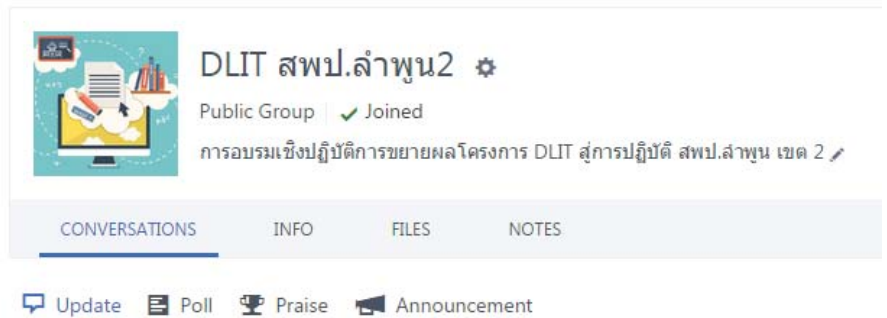 DLIT สพป.ลำพูน2
Public Group Joined
การอบรมเชิงปฏิบัติการขยายผลโครงการ DLIT สู่การปฏิบัติ สพป.ลำพูน เขต 2
CONVERSATIONS INFO FILES NOTES
Update Poll Praise Announcement